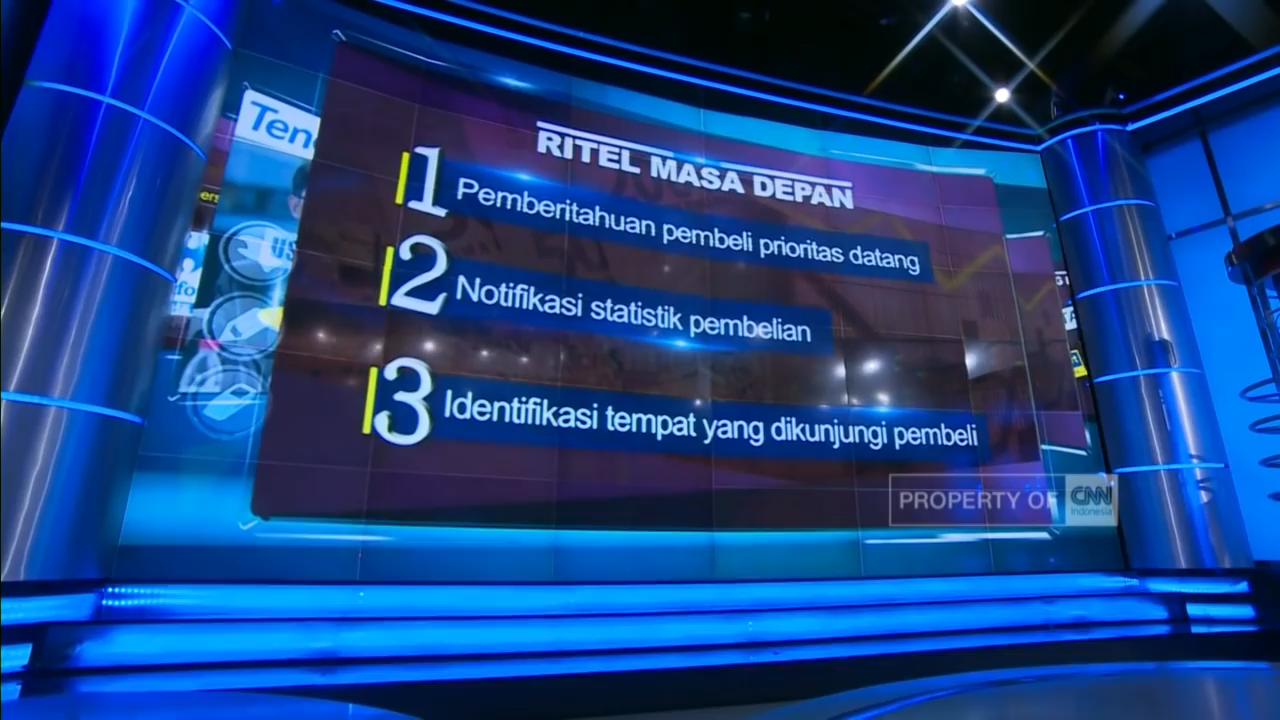 RITEL MASA DEPAN
1 Pemberitahuan pembeli prioritas datang
2 Notifikasi statistik pembelian
3 Identifikasi tempat yang dikunjungi pembeli
PROPERTY OF CNN Indonesia